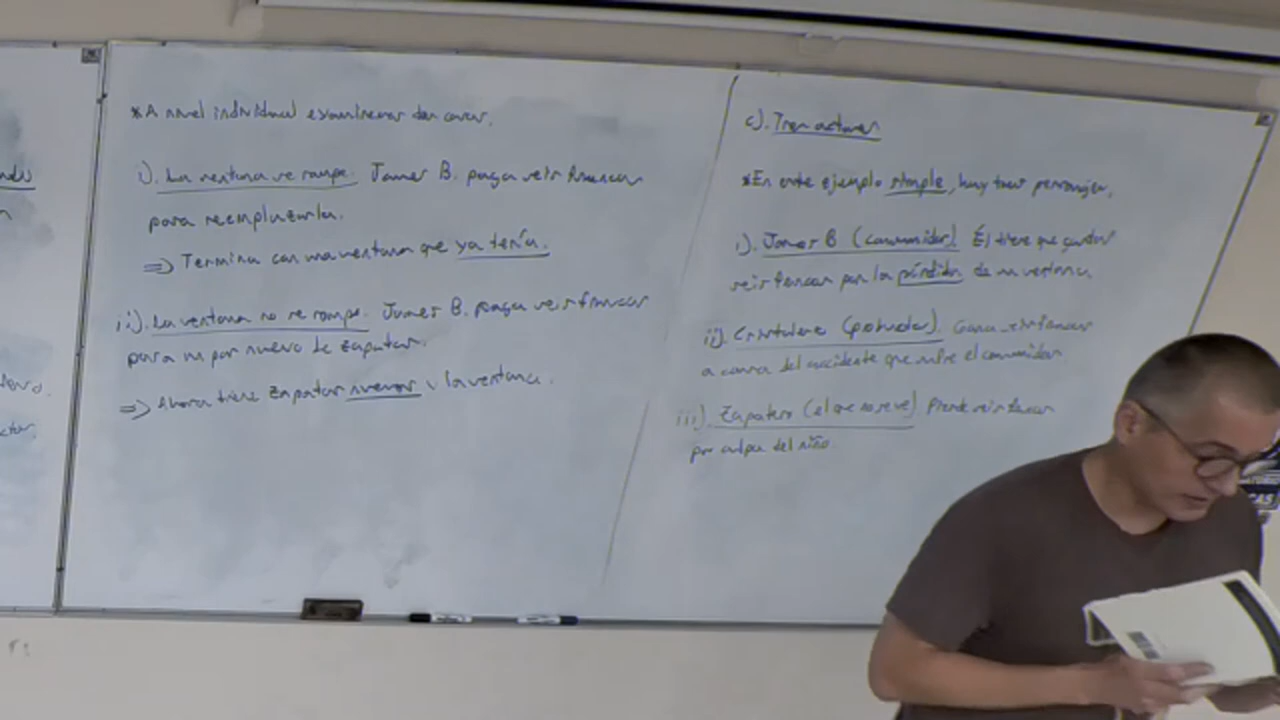 ndo
n
* A nivel individual examinemos dos casos.
i). La ventana se rompe. James B. paga seis francos
para reemplazarla.
=> Termina con una ventana que ya tenía.
ii). La ventana no se rompe. James B. paga seis francos
para un par nuevo de zapatos.
=> Ahora tiene zapatos nuevos y la ventana.
c). Tres actores
* En este ejemplo simple, hay tres personajes.
i). James B (consumidor). Él tiene que gastar
seis francos por la pérdida de su ventana.
ii). Cristalero (productor). Gana seis francos
a causa del accidente que sufre el consumidor
iii). Zapatero (el que no se ve) Pierde seis francos
por culpa del niño
CAS